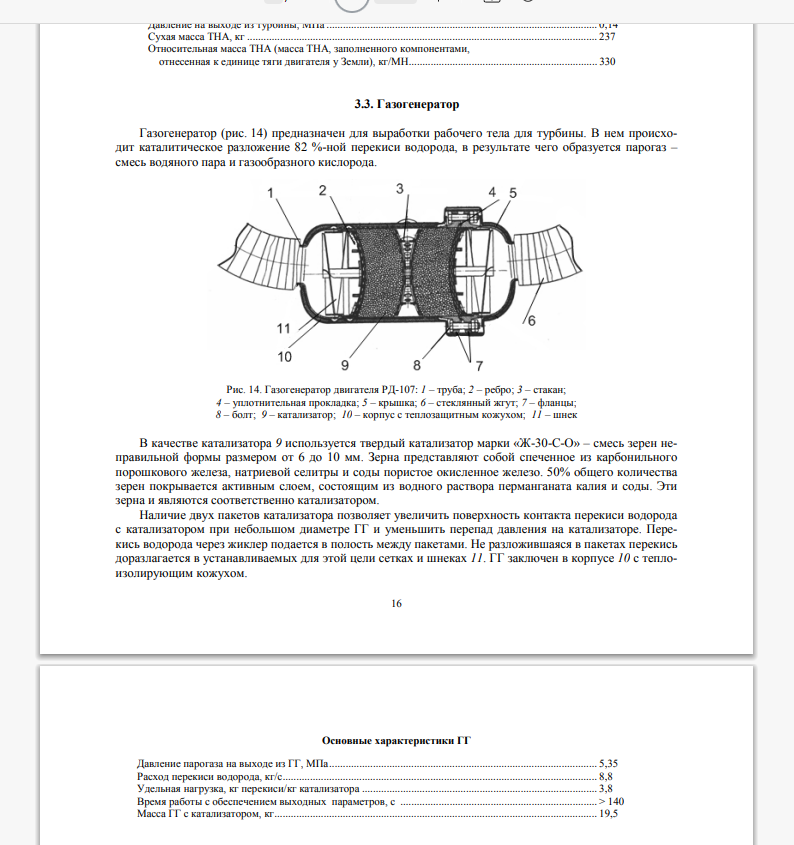 Давление на выходе из турбины, МПа ........ 0,14
Сухая масса ТНА, кг ........ 237
Относительная масса ТНА (масса ТНА, заполненного компонентами,
отнесенная к единице тяги двигателя у Земли), кг/МН........ 330
3.3. Газогенератор
Газогенератор (рис. 14) предназначен для выработки рабочего тела для турбины. В нем происхо-
дит каталитическое разложение 82 %-ной перекиси водорода, в результате чего образуется парогаз –
смесь водяного пара и газообразного кислорода.
1 2 3 4 5
11 6
10 9 8 7
Рис. 14. Газогенератор двигателя РД-107: 1 – труба; 2 – ребро; 3 – стакан;
4 – уплотнительная прокладка; 5 – крышка; 6 – стеклянный жгут; 7 – фланцы;
8 – болт; 9 – катализатор; 10 – корпус с теплозащитным кожухом; 11 – шнек
В качестве катализатора 9 используется твердый катализатор марки «Ж-30-С-О» – смесь зерен не-
правильной формы размером от 6 до 10 мм. Зерна представляют собой спеченное из карбонильного
порошкового железа, натриевой селитры и соды пористое окисленное железо. 50% общего количества
зерен покрывается активным слоем, состоящим из водного раствора перманганата калия и соды. Эти
зерна и являются соответственно катализатором.
Наличие двух пакетов катализатора позволяет увеличить поверхность контакта перекиси водорода
с катализатором при небольшом диаметре ГГ и уменьшить перепад давления на катализаторе. Пере-
кись водорода через жиклер подается в полость между пакетами. Не разложившаяся в пакетах перекись
доразлагается в устанавливаемых для этой цели сетках и шнеках 11. ГГ заключен в корпусе 10 с тепло-
изолирующим кожухом.
16
Основные характеристики ГГ
Давление парогаза на выходе из ГГ, МПа........ 5,35
Расход перекиси водорода, кг/с........ 8,8
Удельная нагрузка, кг перекиси/кг катализатора ........ 3,8
Время работы с обеспечением выходных параметров, с ........ > 140
Масса ГГ с катализатором, кг........ 19,5